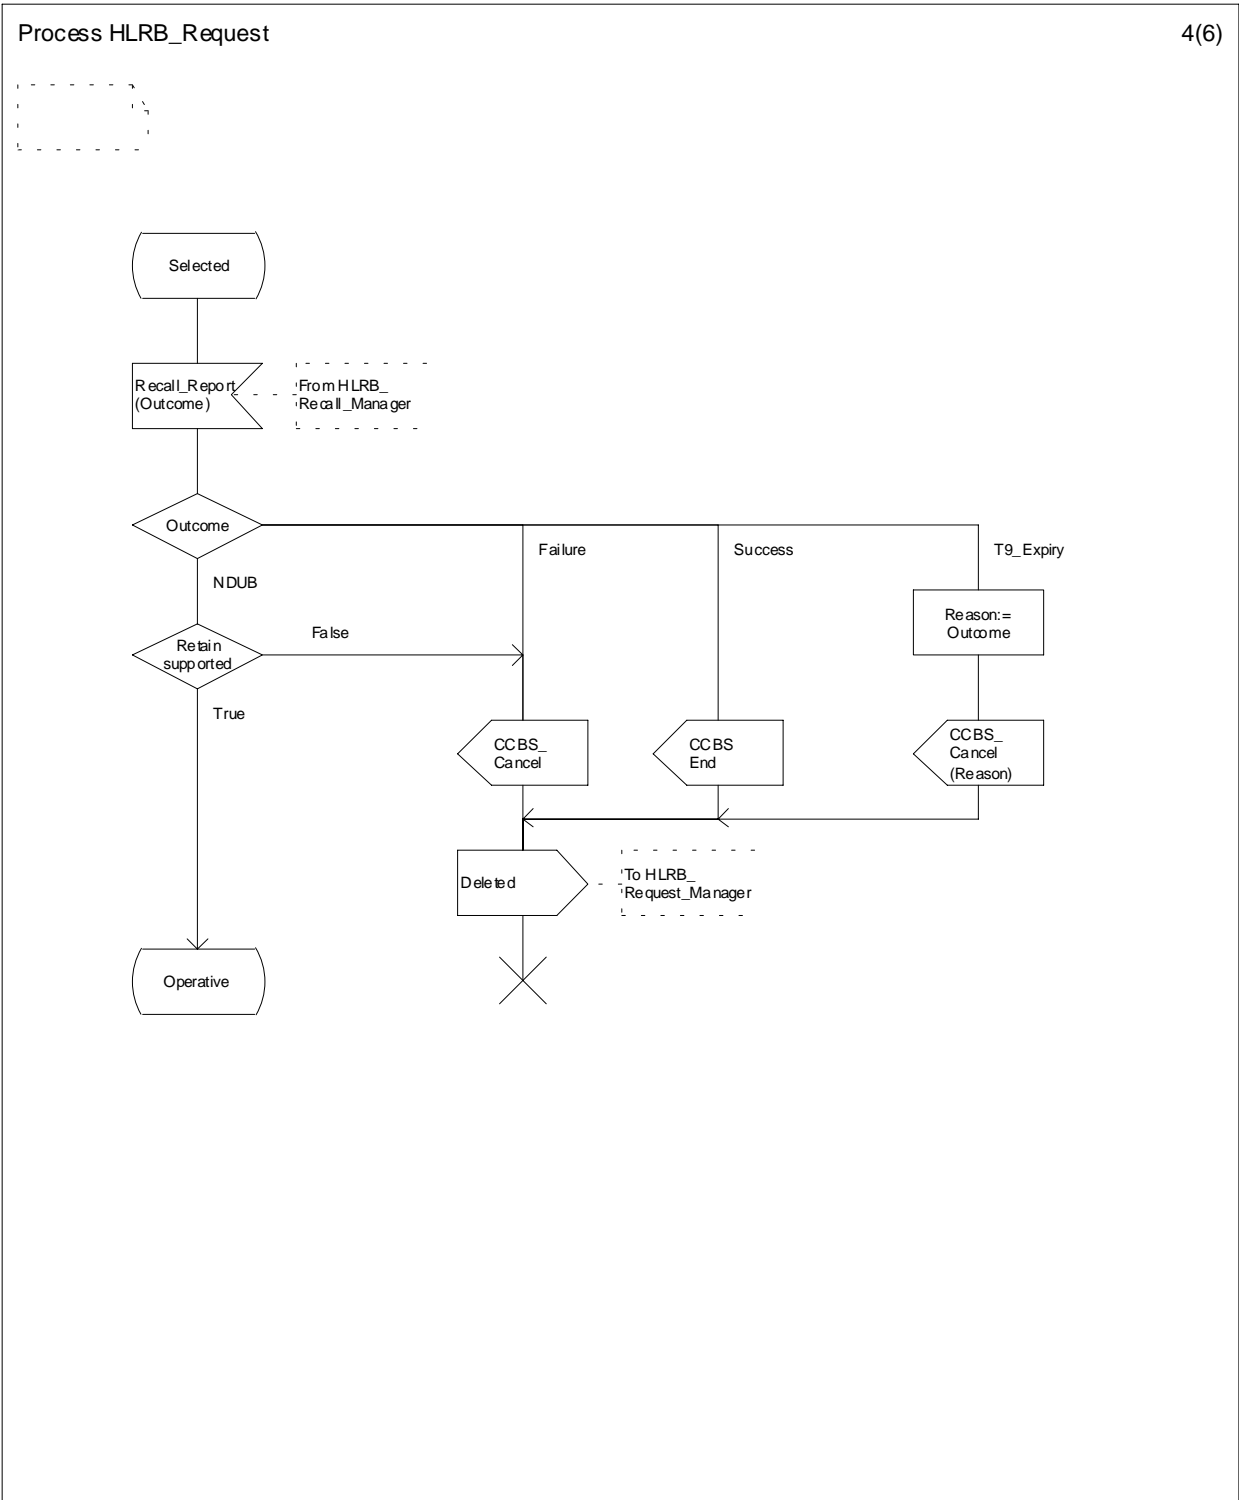 Process HLRB_Request
4(6)
Selected
Recall_Report
(Outcome)
From HLRB_
Recall_Manager
Outcome
Failure
Success
T9_Expiry
NDUB
Reason:=
Outcome
Retain
supported
False
True
CCBS_
Cancel
CCBS
End
CCBS_
Cancel
(Reason)
Deleted
To HLRB_
Request_Manager
Operative